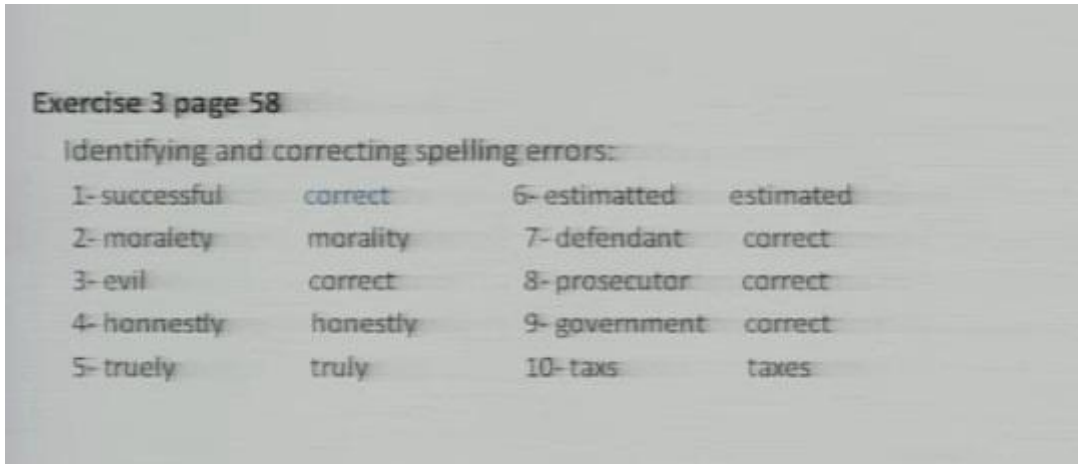 Exercise 3 page 58
Identifying and correcting spelling errors:
1- successful correct 6- estimatted estimated
2- moralety morality 7- defendant correct
3- evil correct 8- prosecutor correct
4- honnestly honestly 9- government correct
5- truely truly 10- taxs taxes